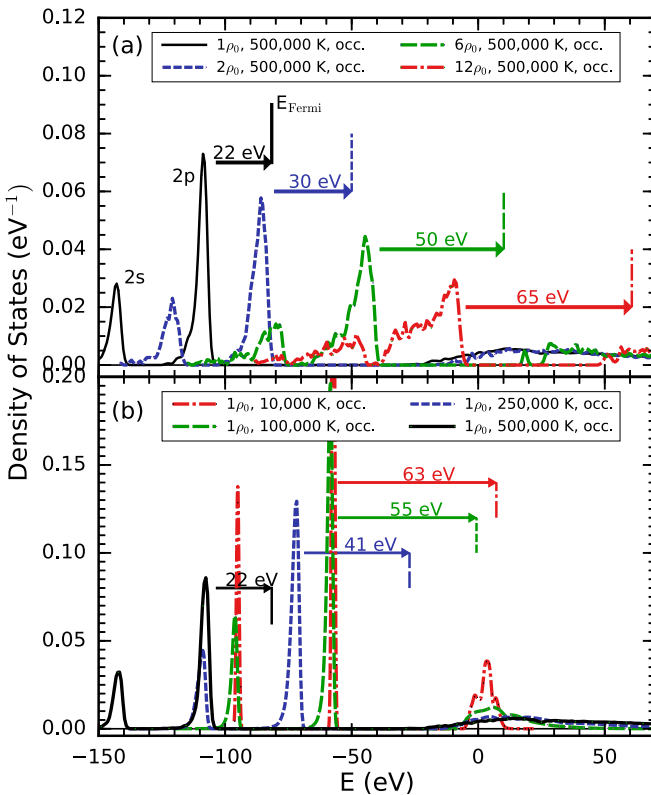 0.12
(a)
1ρ₀, 500,000 K, occ.
6ρ₀, 500,000 K, occ.
2ρ₀, 500,000 K, occ.
12ρ₀, 500,000 K, occ.
0.10
E_Fermi
0.08
2p
22 eV
0.06
30 eV
0.04
50 eV
2s
0.02
65 eV
0.00
Density of States (eV⁻¹)
0.20
(b)
1ρ₀, 10,000 K, occ.
1ρ₀, 250,000 K, occ.
1ρ₀, 100,000 K, occ.
1ρ₀, 500,000 K, occ.
0.15
63 eV
55 eV
0.10
41 eV
22 eV
0.05
0.00
−150 −100 −50 0 50
E (eV)